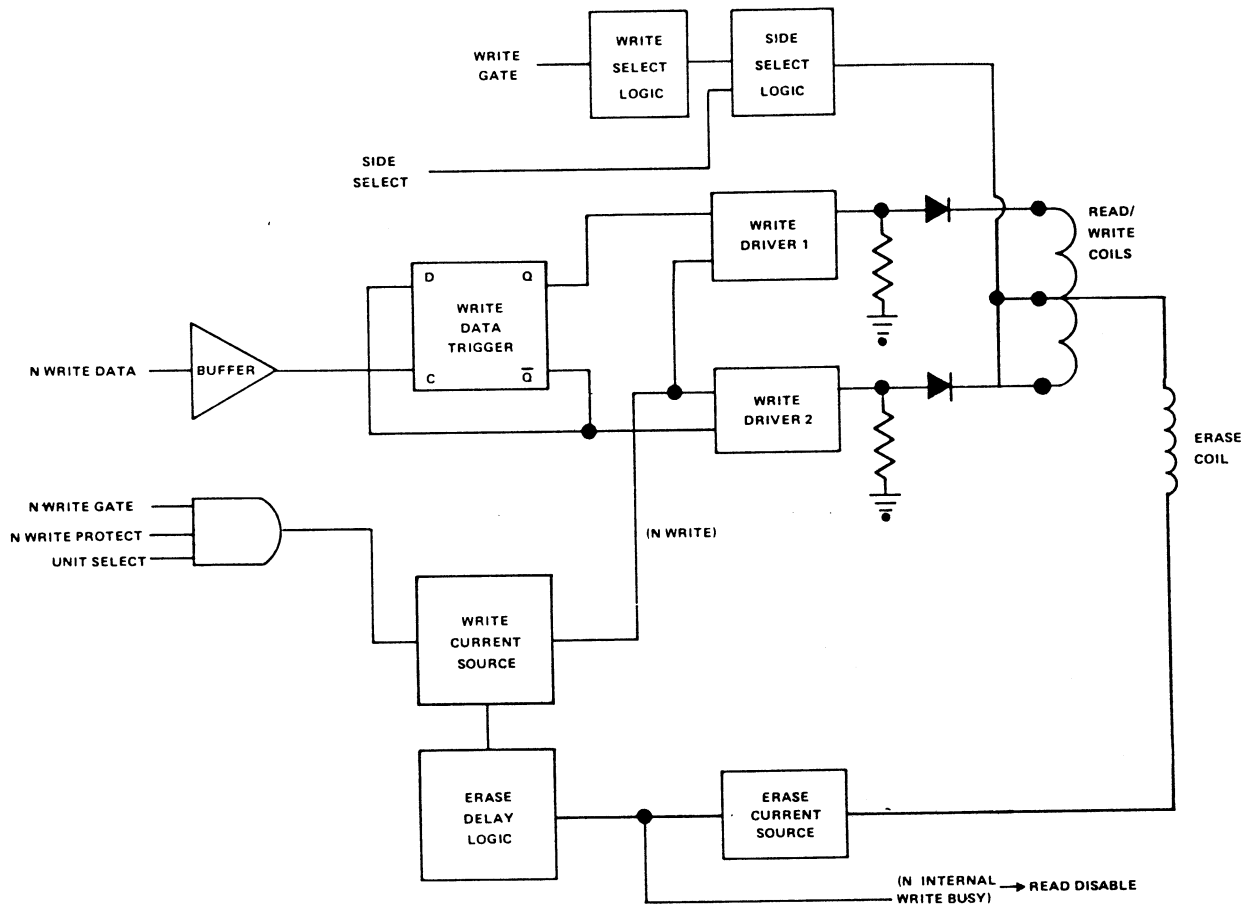 WRITE
GATE
WRITE
SELECT
LOGIC
SIDE
SELECT
LOGIC
SIDE
SELECT
WRITE
DRIVER 1
READ/
WRITE
COILS
D
Q
WRITE
DATA
TRIGGER
C
Q̅
N WRITE DATA
BUFFER
WRITE
DRIVER 2
ERASE
COIL
N WRITE GATE
N WRITE PROTECT
UNIT SELECT
(N WRITE)
WRITE
CURRENT
SOURCE
ERASE
DELAY
LOGIC
ERASE
CURRENT
SOURCE
(N INTERNAL
WRITE BUSY)
READ DISABLE